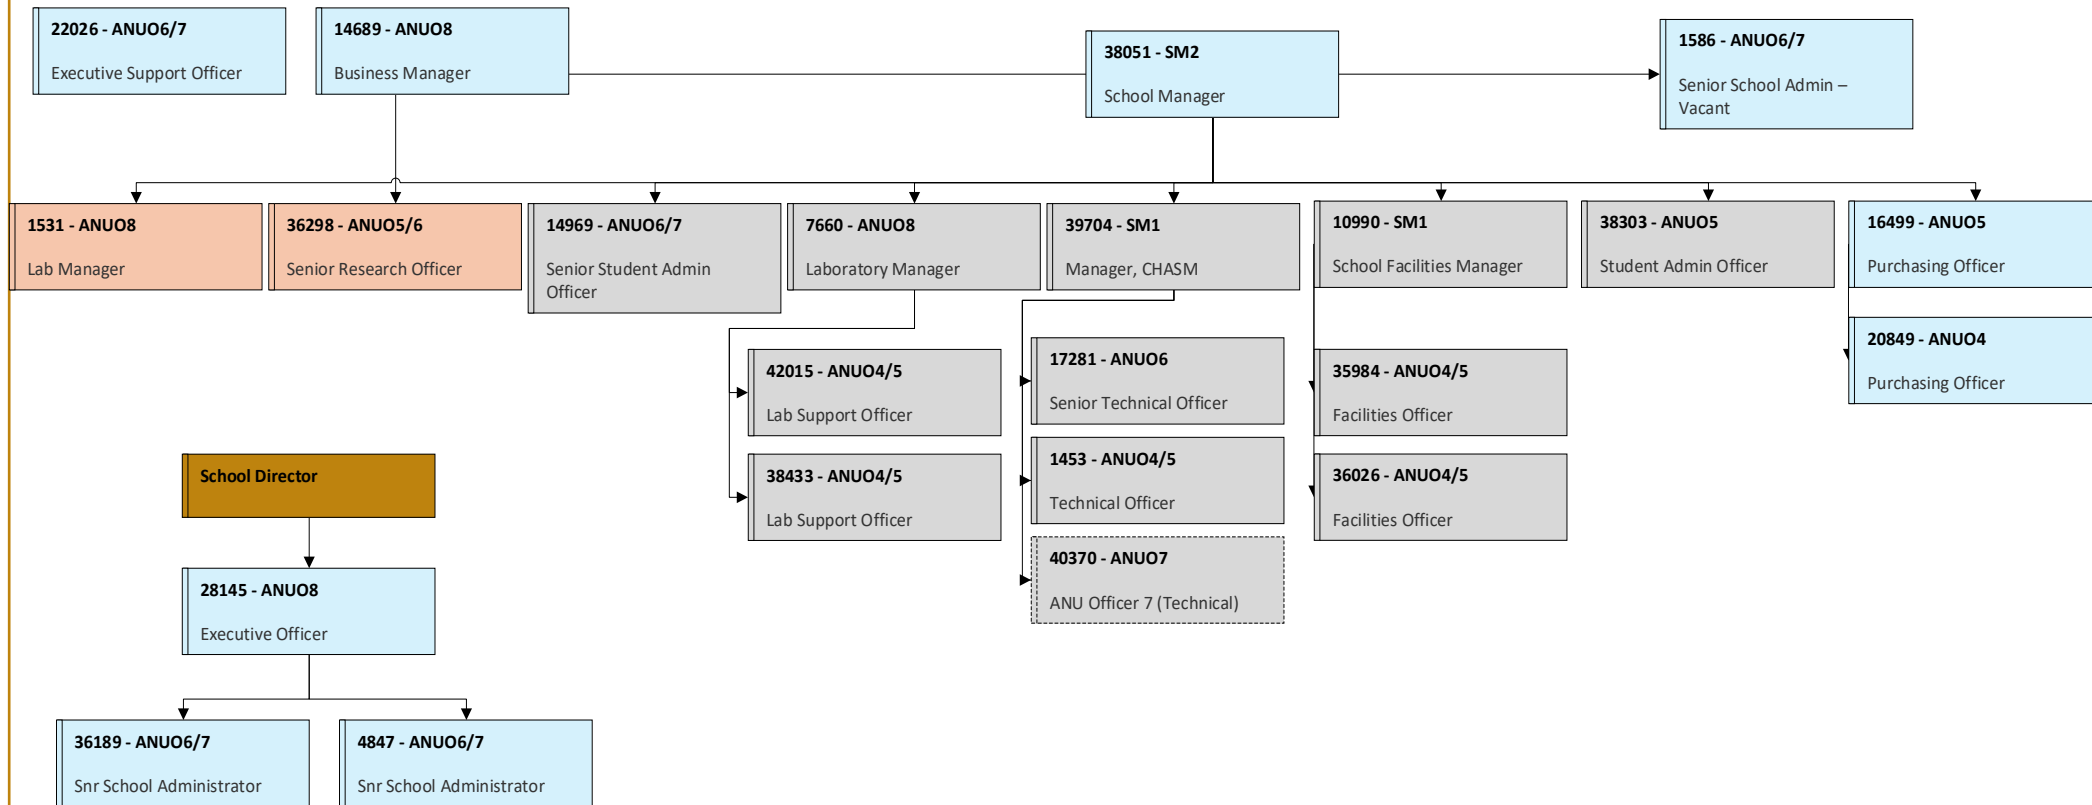 22026 - ANUO6/7
Executive Support Officer
14689 - ANUO8
Business Manager
38051 - SM2
School Manager
1586 - ANUO6/7
Senior School Admin –
Vacant
1531 - ANUO8
Lab Manager
36298 - ANUO5/6
Senior Research Officer
14969 - ANUO6/7
Senior Student Admin
Officer
7660 - ANUO8
Laboratory Manager
39704 - SM1
Manager, CHASM
10990 - SM1
School Facilities Manager
38303 - ANUO5
Student Admin Officer
16499 - ANUO5
Purchasing Officer
42015 - ANUO4/5
Lab Support Officer
17281 - ANUO6
Senior Technical Officer
35984 - ANUO4/5
Facilities Officer
20849 - ANUO4
Purchasing Officer
38433 - ANUO4/5
Lab Support Officer
1453 - ANUO4/5
Technical Officer
36026 - ANUO4/5
Facilities Officer
40370 - ANUO7
ANU Officer 7 (Technical)
School Director
28145 - ANUO8
Executive Officer
36189 - ANUO6/7
Snr School Administrator
4847 - ANUO6/7
Snr School Administrator